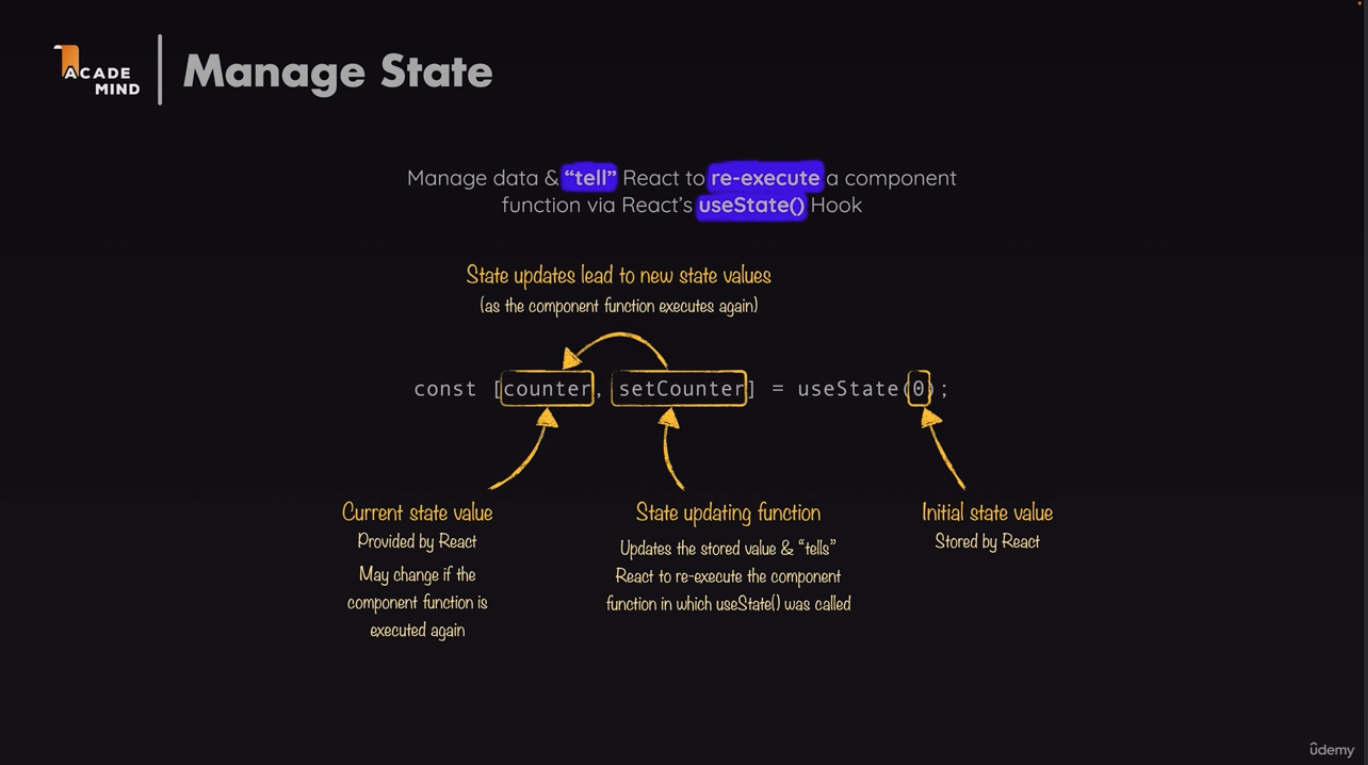 ACADE
MIND
Manage State
Manage data & “tell” React to re-execute a component
function via React’s useState() Hook
State updates lead to new state values
(as the component function executes again)
const [counter, setCounter] = useState(0);
Current state value
Provided by React
May change if the
component function is
executed again
State updating function
Updates the stored value & “tells”
React to re-execute the component
function in which useState() was called
Initial state value
Stored by React
ûdemy